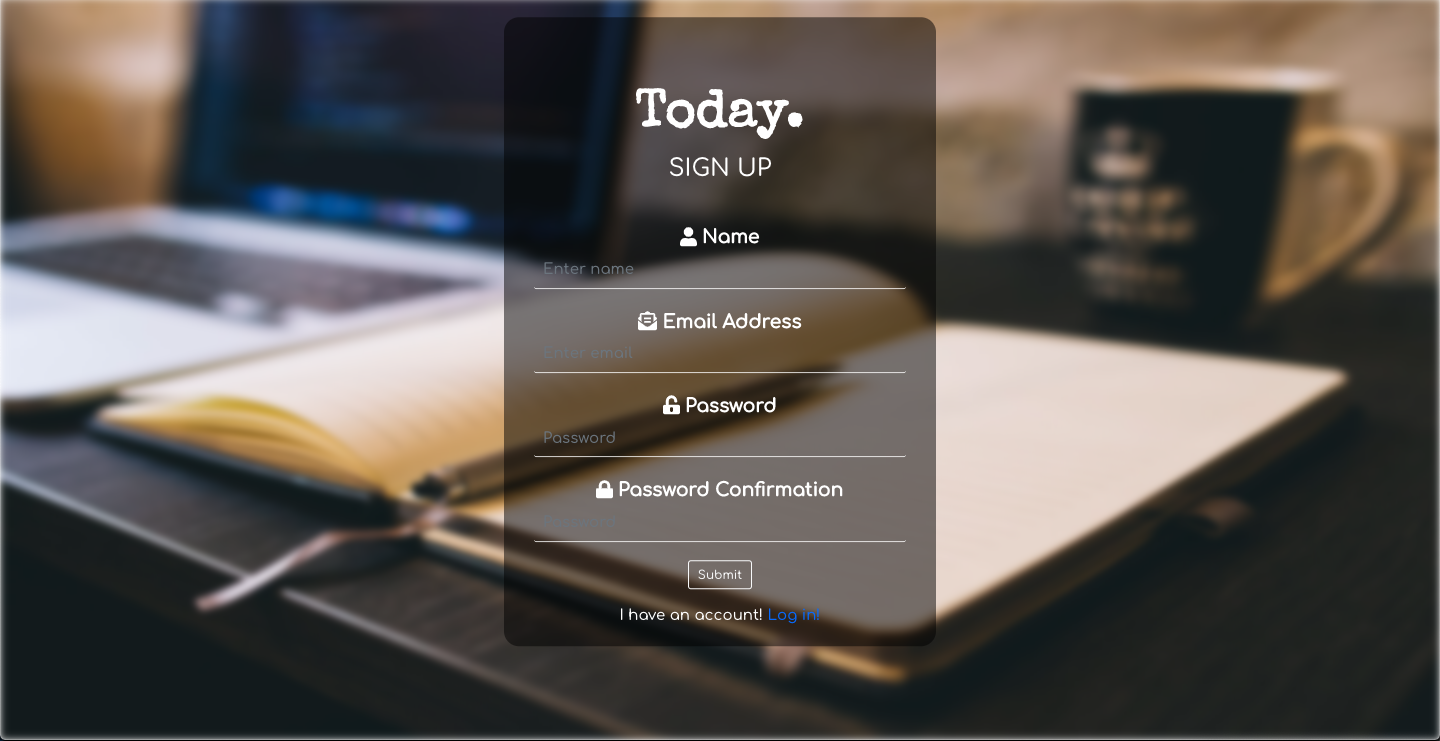 Today.
SIGN UP
Name
Enter name
Email Address
Enter email
Password
Password
Password Confirmation
Submit
I have an account! Log in!